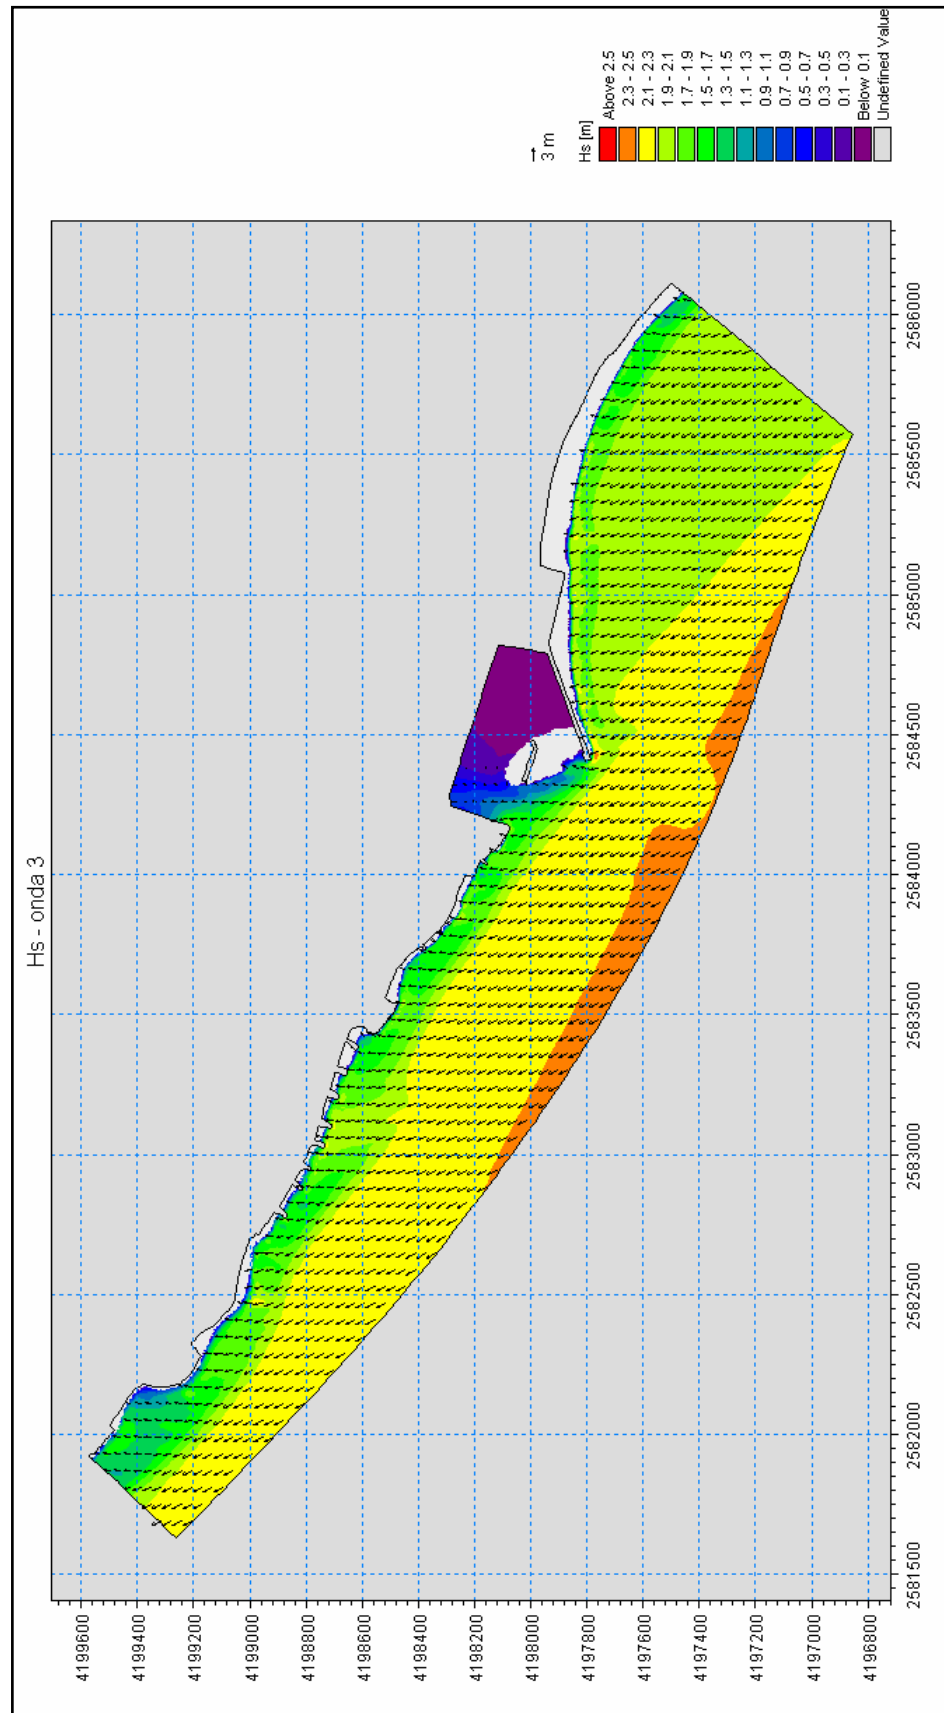 Hs - onda 3
3 m
Hs [m]
Above 2.5
2.3 - 2.5
2.1 - 2.3
1.9 - 2.1
1.7 - 1.9
1.5 - 1.7
1.3 - 1.5
1.1 - 1.3
0.9 - 1.1
0.7 - 0.9
0.5 - 0.7
0.3 - 0.5
0.1 - 0.3
Below 0.1
Undefined Value
4199600
4199400
4199200
4199000
4198800
4198600
4198400
4198200
4198000
4197800
4197600
4197400
4197200
4197000
4196800
2581500
2582000
2582500
2583000
2583500
2584000
2584500
2585000
2585500
2586000